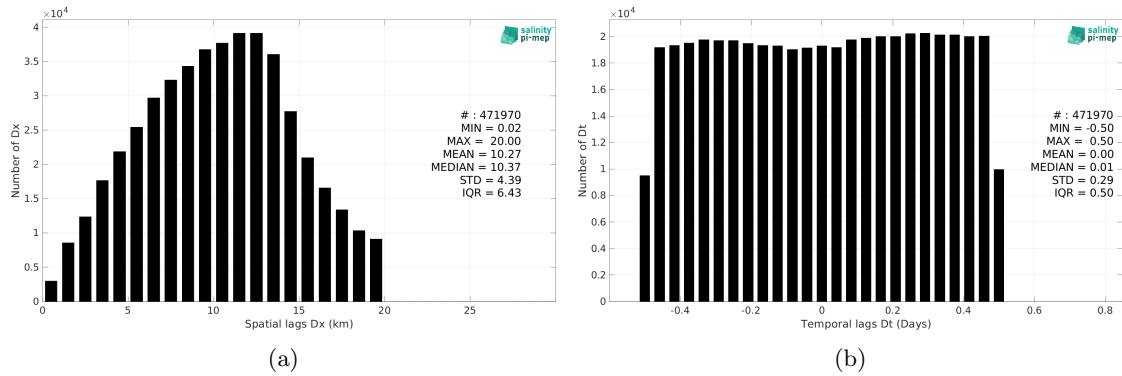 ×10⁴
4
3.5
3
2.5
2
1.5
1
0.5
0
0
5
10
15
20
25
Number of Dx
Spatial lags Dx (km)
salinity
pi-mep
# : 471970
MIN = 0.02
MAX = 20.00
MEAN = 10.27
MEDIAN = 10.37
STD = 4.39
IQR = 6.43
(a)
×10⁴
2
1.8
1.6
1.4
1.2
1
0.8
0.6
0.4
0.2
0
-0.4
-0.2
0
0.2
0.4
0.6
0.8
Number of Dt
Temporal lags Dt (Days)
salinity
pi-mep
# : 471970
MIN = -0.50
MAX = 0.50
MEAN = 0.00
MEDIAN = 0.01
STD = 0.29
IQR = 0.50
(b)